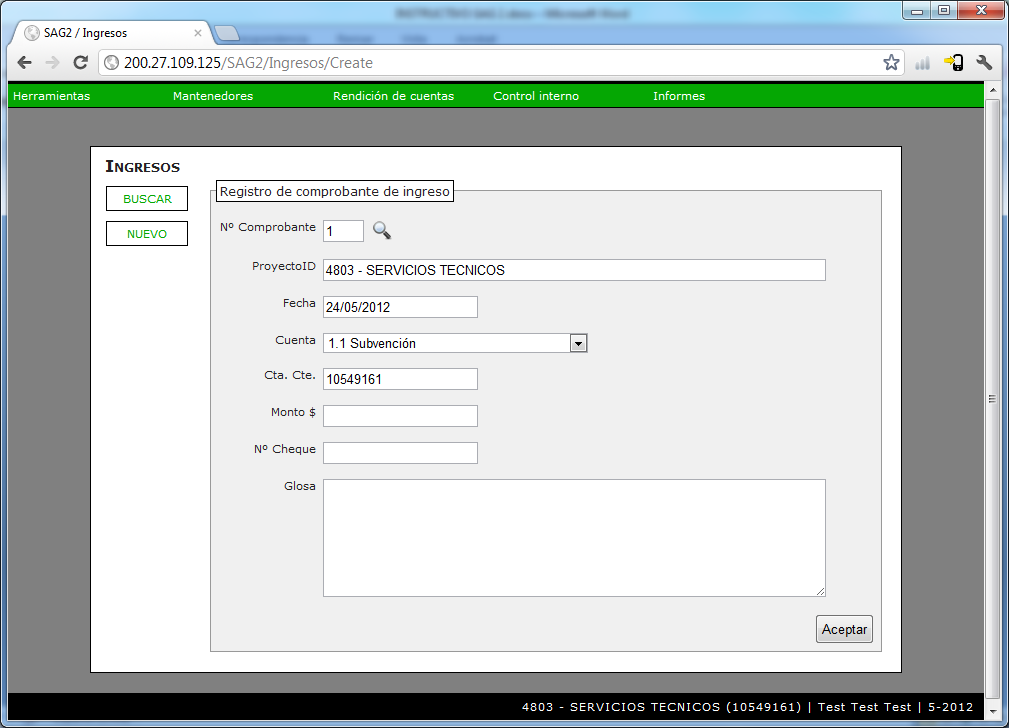 SAG2 / Ingresos
200.27.109.125/SAG2/Ingresos/Create
Herramientas Mantenedores Rendición de cuentas Control interno Informes
INGRESOS
BUSCAR
NUEVO
Registro de comprobante de ingreso
Nº Comprobante 1
ProyectoID 4803 - SERVICIOS TECNICOS
Fecha 24/05/2012
Cuenta 1.1 Subvención
Cta. Cte. 10549161
Monto $
Nº Cheque
Glosa
Aceptar
4803 - SERVICIOS TECNICOS (10549161) | Test Test Test | 5-2012